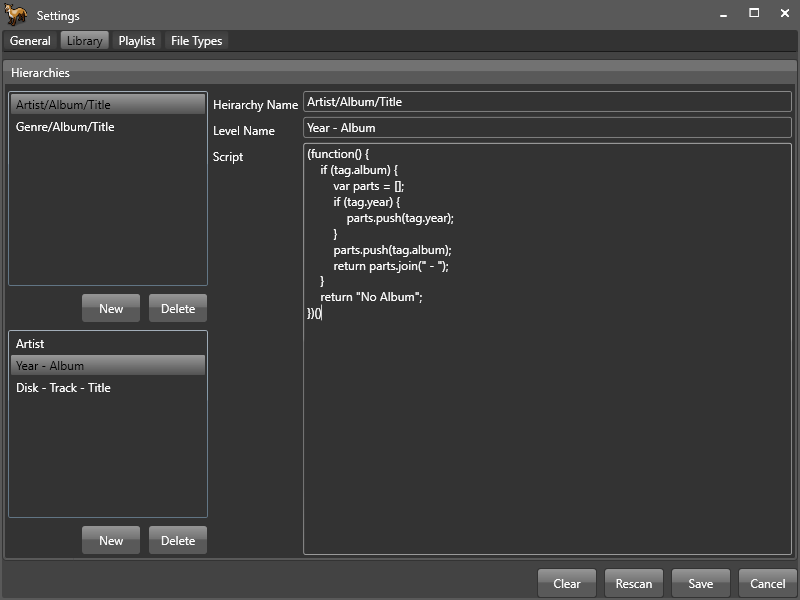 Settings
General Library Playlist File Types
Hierarchies
Artist/Album/Title
Genre/Album/Title
New Delete
Artist
Year - Album
Disk - Track - Title
New Delete
Heirarchy Name Artist/Album/Title
Level Name Year - Album
Script
(function() {
if (tag.album) {
var parts = [];
if (tag.year) {
parts.push(tag.year);
}
parts.push(tag.album);
return parts.join(" - ");
}
return "No Album";
})()
Clear Rescan Save Cancel